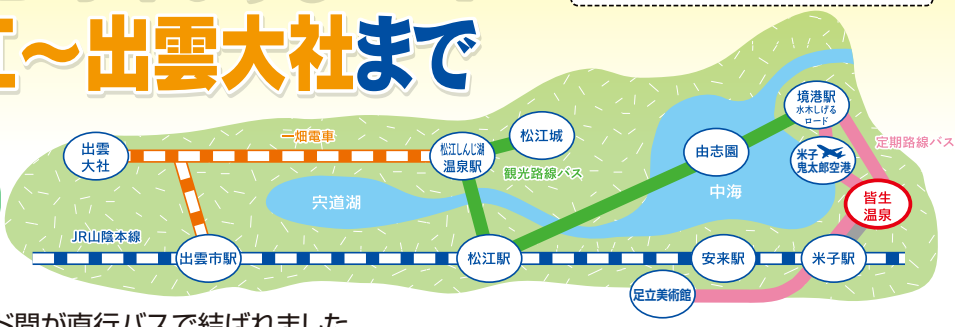 ～出雲大社まで
出雲
大社
一畑電車
松江しんじ湖
温泉駅
松江城
観光路線バス
宍道湖
由志園
中海
境港駅
水木しげる
ロード
米子
鬼太郎空港
定期路線バス
皆生
温泉
JR山陰本線
出雲市駅
松江駅
安来駅
米子駅
足立美術館
ド間が直行バスで結ばれました